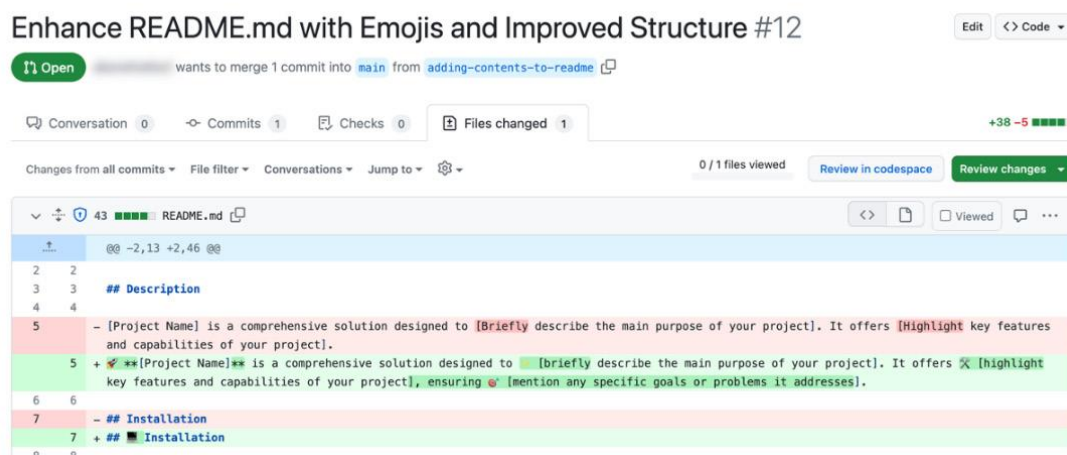 Enhance README.md with Emojis and Improved Structure #12
Edit
<> Code
Open
wants to merge 1 commit into main from adding-contents-to-readme
Conversation 0
Commits 1
Checks 0
Files changed 1
+38 −5
Changes from all commits
File filter
Conversations
Jump to
0 / 1 files viewed
Review in codespace
Review changes
43
README.md
<>
Viewed
...
@@ -2,13 +2,46 @@
2 2
3 3 ## Description
4 4
5 - [Project Name] is a comprehensive solution designed to [Briefly describe the main purpose of your project]. It offers [Highlight key features
and capabilities of your project].
5 + 🚀 **[Project Name]** is a comprehensive solution designed to 🌟 [briefly describe the main purpose of your project]. It offers 🛠 [highlight
key features and capabilities of your project], ensuring 🎯 [mention any specific goals or problems it addresses].
6 6
7 - ## Installation
7 + ## 💻 Installation